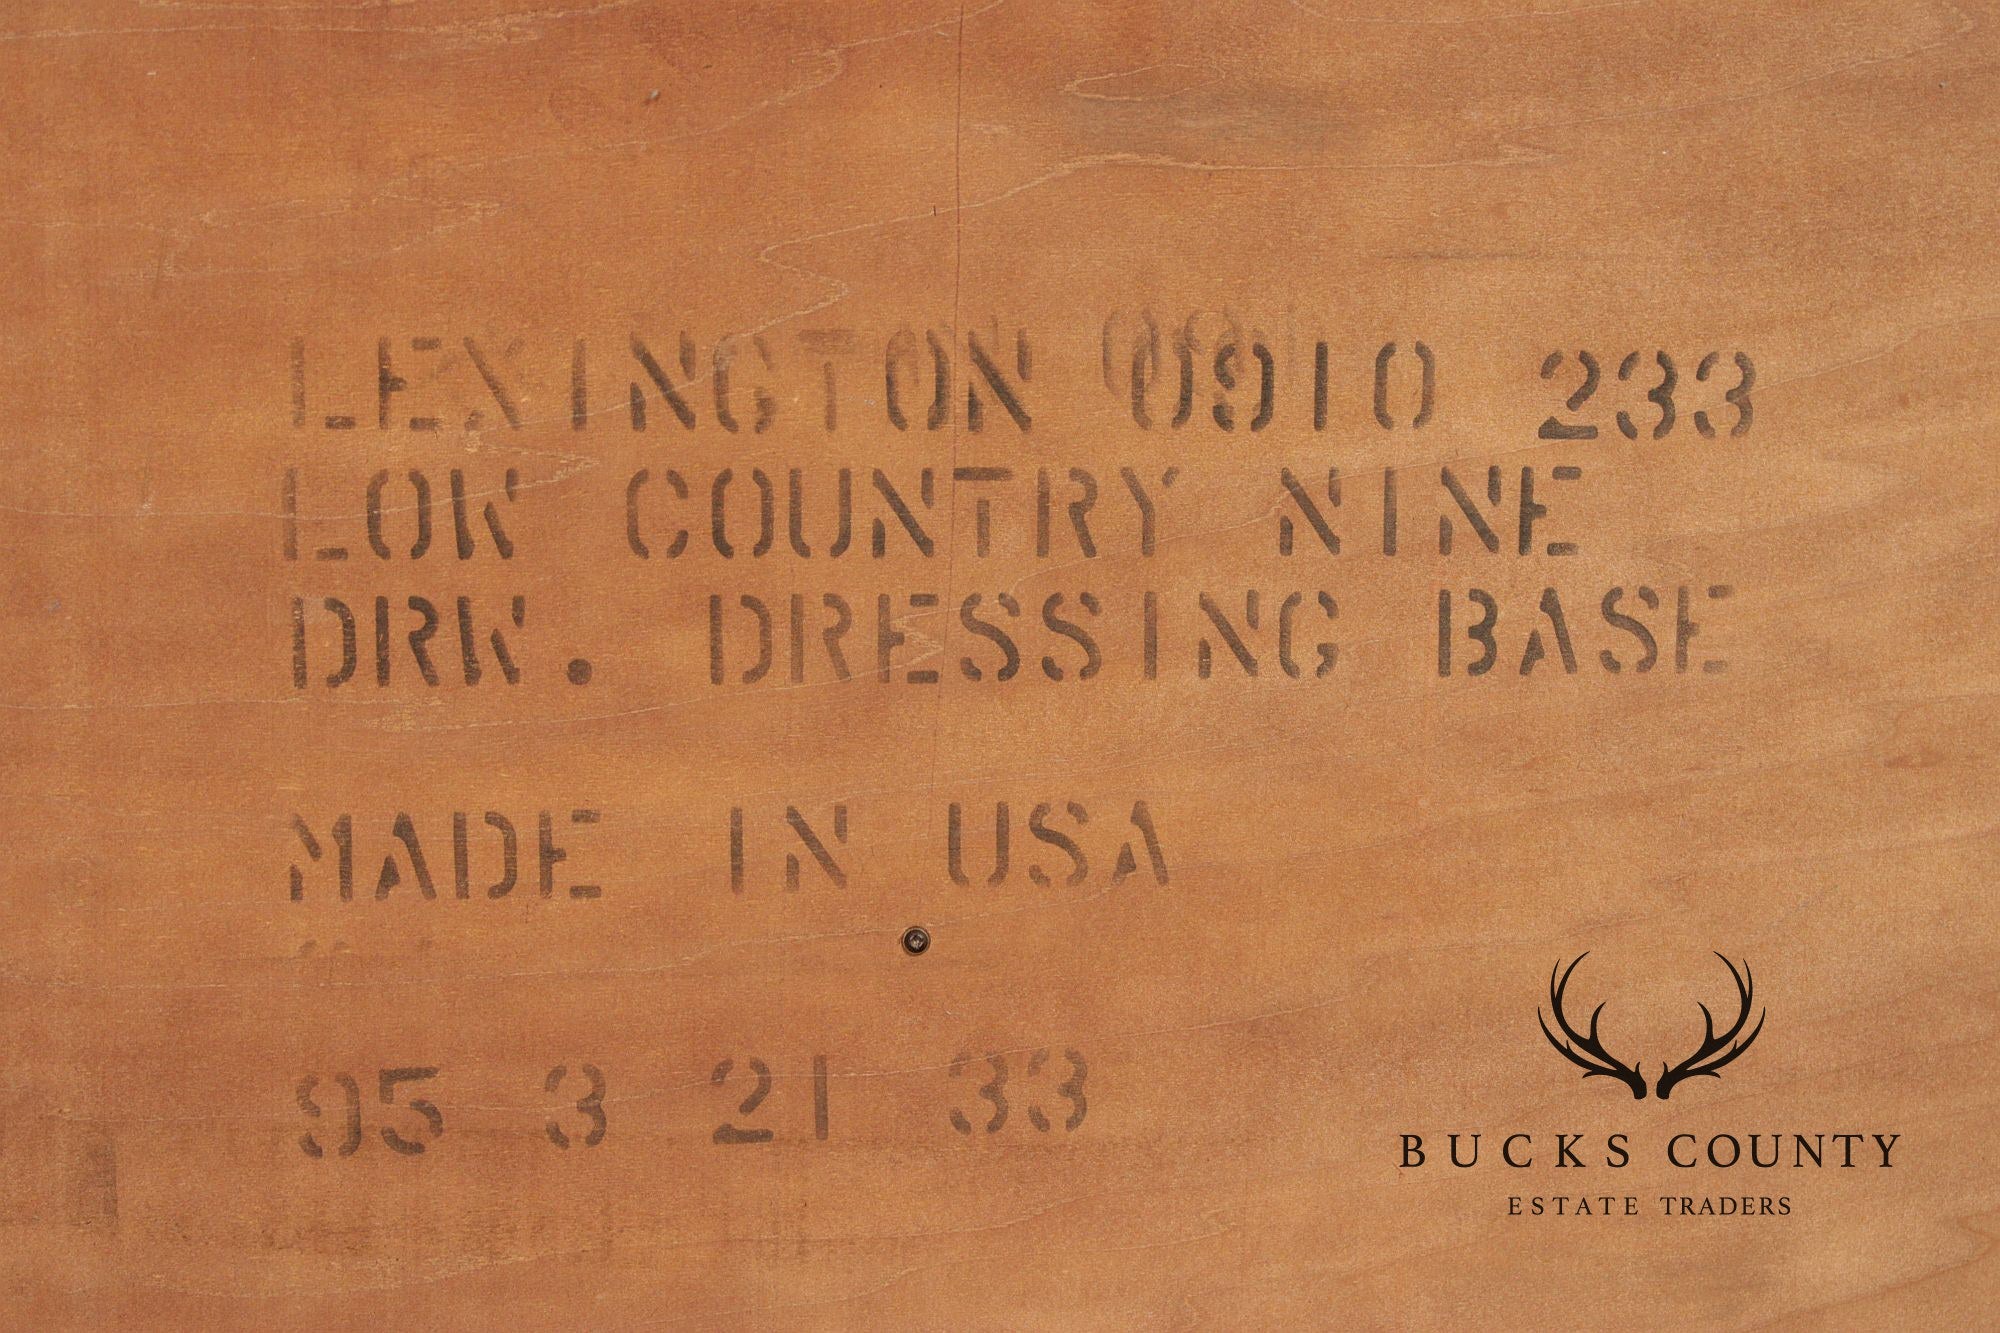 LEXINGTON 0910 233
LOW COUNTRY NINE
DRW. DRESSING BASE
MADE IN USA
95 3 21 33
BUCKS COUNTY
ESTATE TRADERS